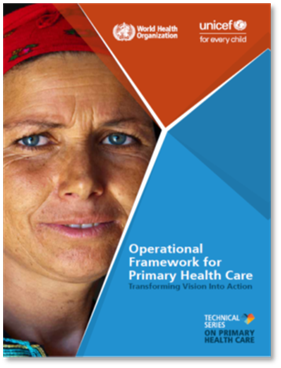 World Health
Organization
unicef
for every child
Operational
Framework for
Primary Health Care
Transforming Vision Into Action
TECHNICAL
SERIES
ON PRIMARY
HEALTH CARE